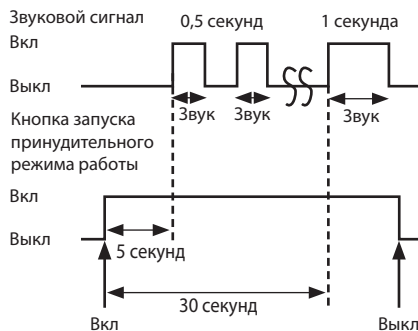 Звуковой сигнал
0,5 секунд
1 секунда
Вкл
Выкл
Звук
Звук
Звук
Кнопка запуска
принудительного
режима работы
Вкл
Выкл
5 секунд
30 секунд
Вкл
Выкл